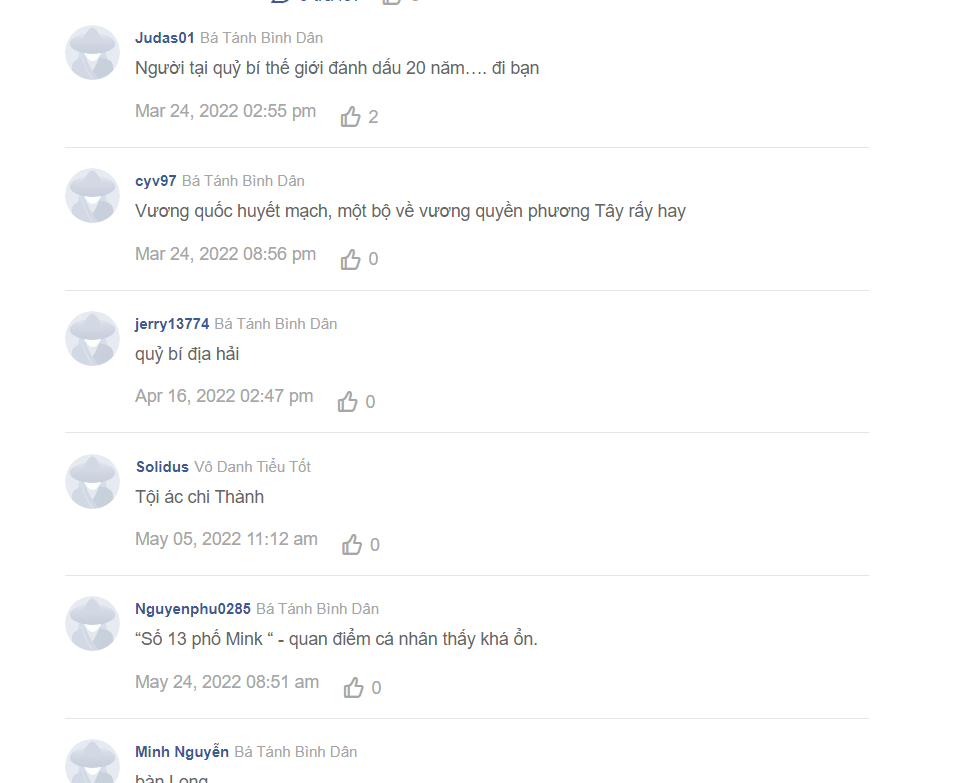 Judas01 Bá Tánh Bình Dân
Người tại quỷ bí thế giới đánh dấu 20 năm…. đi bạn
Mar 24, 2022 02:55 pm 2
cyv97 Bá Tánh Bình Dân
Vương quốc huyết mạch, một bộ về vương quyền phương Tây rấy hay
Mar 24, 2022 08:56 pm 0
jerry13774 Bá Tánh Bình Dân
quỷ bí địa hải
Apr 16, 2022 02:47 pm 0
Solidus Vô Danh Tiểu Tốt
Tội ác chi Thành
May 05, 2022 11:12 am 0
Nguyenphu0285 Bá Tánh Bình Dân
“Số 13 phố Mink “ - quan điểm cá nhân thấy khá ổn.
May 24, 2022 08:51 am 0
Minh Nguyễn Bá Tánh Bình Dân
bàn Long